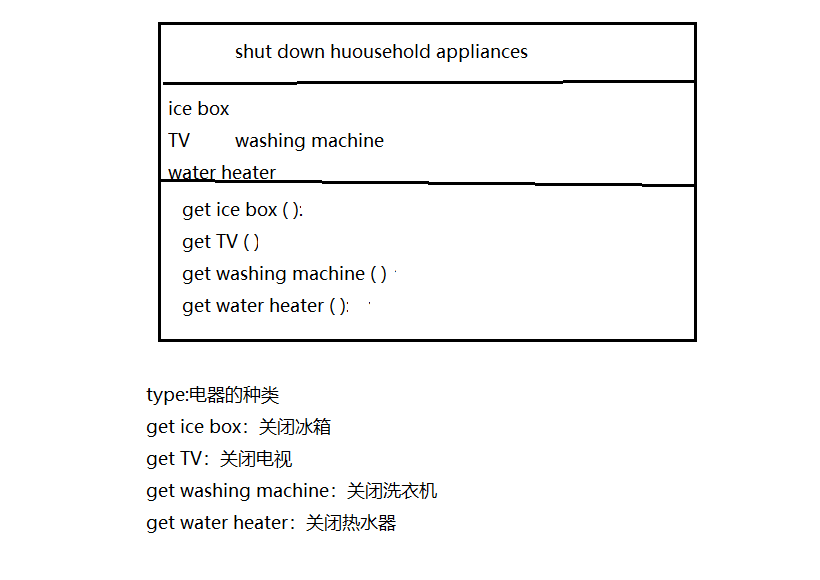 shut down huousehold appliances
ice box
TV washing machine
water heater
get ice box ( ):
get TV ( )
get washing machine ( )
get water heater ( ):
type:电器的种类
get ice box：关闭冰箱
get TV：关闭电视
get washing machine：关闭洗衣机
get water heater：关闭热水器